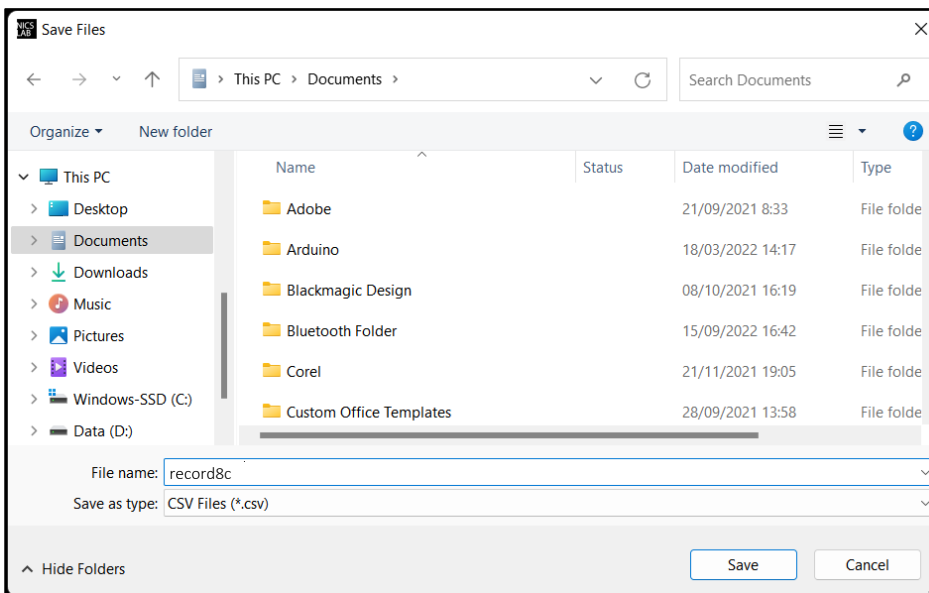 NICS LAB Save Files
This PC > Documents >
Search Documents
Organize New folder
Name Status Date modified Type
This PC
Desktop
Documents
Downloads
Music
Pictures
Videos
Windows-SSD (C:)
Data (D:)
Adobe 21/09/2021 8:33 File folde
Arduino 18/03/2022 14:17 File folde
Blackmagic Design 08/10/2021 16:19 File folde
Bluetooth Folder 15/09/2022 16:42 File folde
Corel 21/11/2021 19:05 File folde
Custom Office Templates 28/09/2021 13:58 File folde
File name: record8c
Save as type: CSV Files (*.csv)
Hide Folders Save Cancel